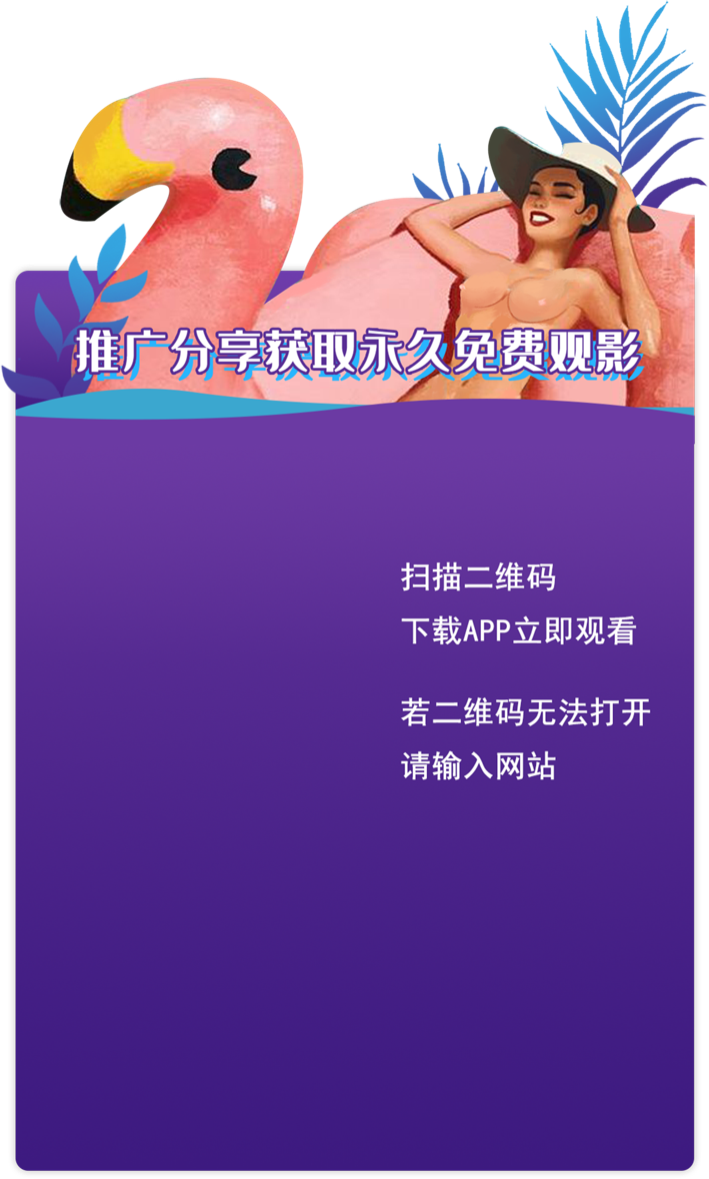 推广分享获取永久免费观影
扫描二维码
下载APP立即观看
若二维码无法打开
请输入网站